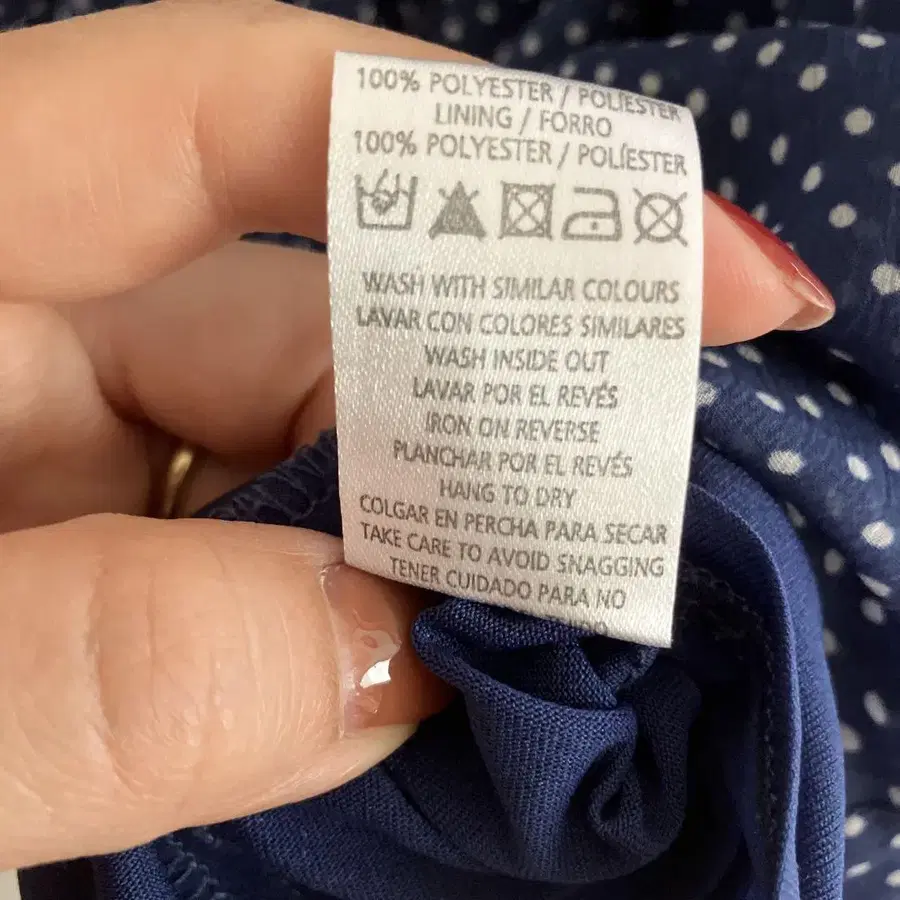 100% POLYESTER / POLIÉSTER
LINING / FORRO
100% POLYESTER / POLIÉSTER
WASH WITH SIMILAR COLOURS
LAVAR CON COLORES SIMILARES
WASH INSIDE OUT
LAVAR POR EL REVÉS
IRON ON REVERSE
PLANCHAR POR EL REVÉS
HANG TO DRY
COLGAR EN PERCHA PARA SECAR
TAKE CARE TO AVOID SNAGGING
TENER CUIDADO PARA NO